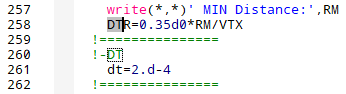 257 write(*,*)' MIN Distance:',RM
258 DTR=0.35d0*RM/VTX
259 !===============
260 !-DT
261 dt=2.d-4
262 !===============